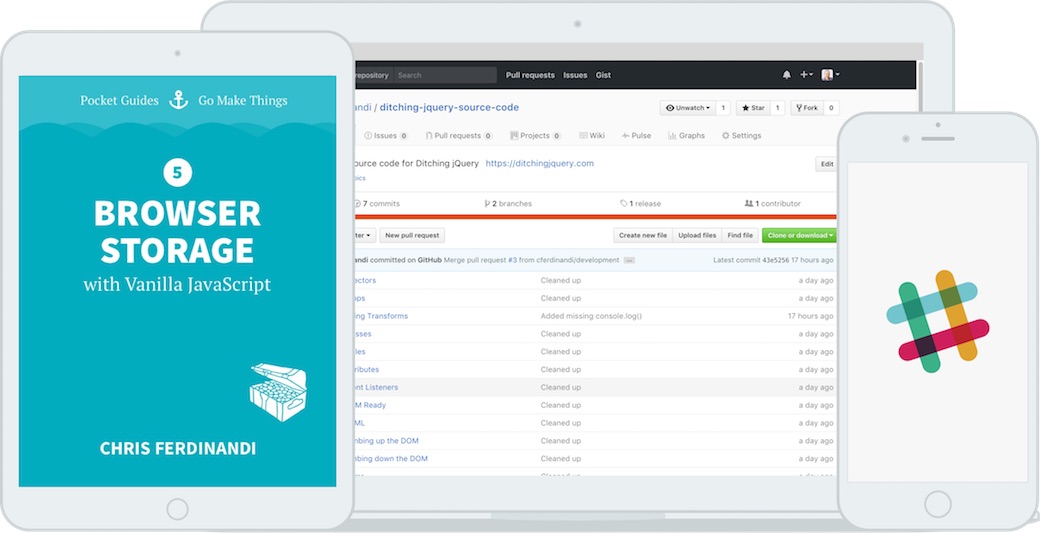 Pocket Guides Go Make Things
5
BROWSER
STORAGE
with Vanilla JavaScript
CHRIS FERDINANDI
repository Search Pull requests Issues Gist
/ ditching-jquery-source-code Unwatch 1 Star 1 Fork 0
Issues 0 Pull requests 0 Projects 0 Wiki Pulse Graphs Settings
ource code for Ditching jQuery https://ditchingjquery.com Edit
ics
7 commits 2 branches 1 release 1 contributor
ter New pull request Create new file Upload files Find file Clone or download
andi committed on GitHub Merge pull request #3 from cferdinandi/development Latest commit 43e5256 17 hours ago
ectors Cleaned up a day ago
ops Cleaned up a day ago
ing Transforms Added missing console.log() 17 hours ago
sses Cleaned up a day ago
les Cleaned up a day ago
ributes Cleaned up a day ago
ent Listeners Cleaned up a day ago
M Ready Cleaned up a day ago
ML Cleaned up a day ago
mbing up the DOM Cleaned up a day ago
mbing down the DOM Cleaned up a day ago